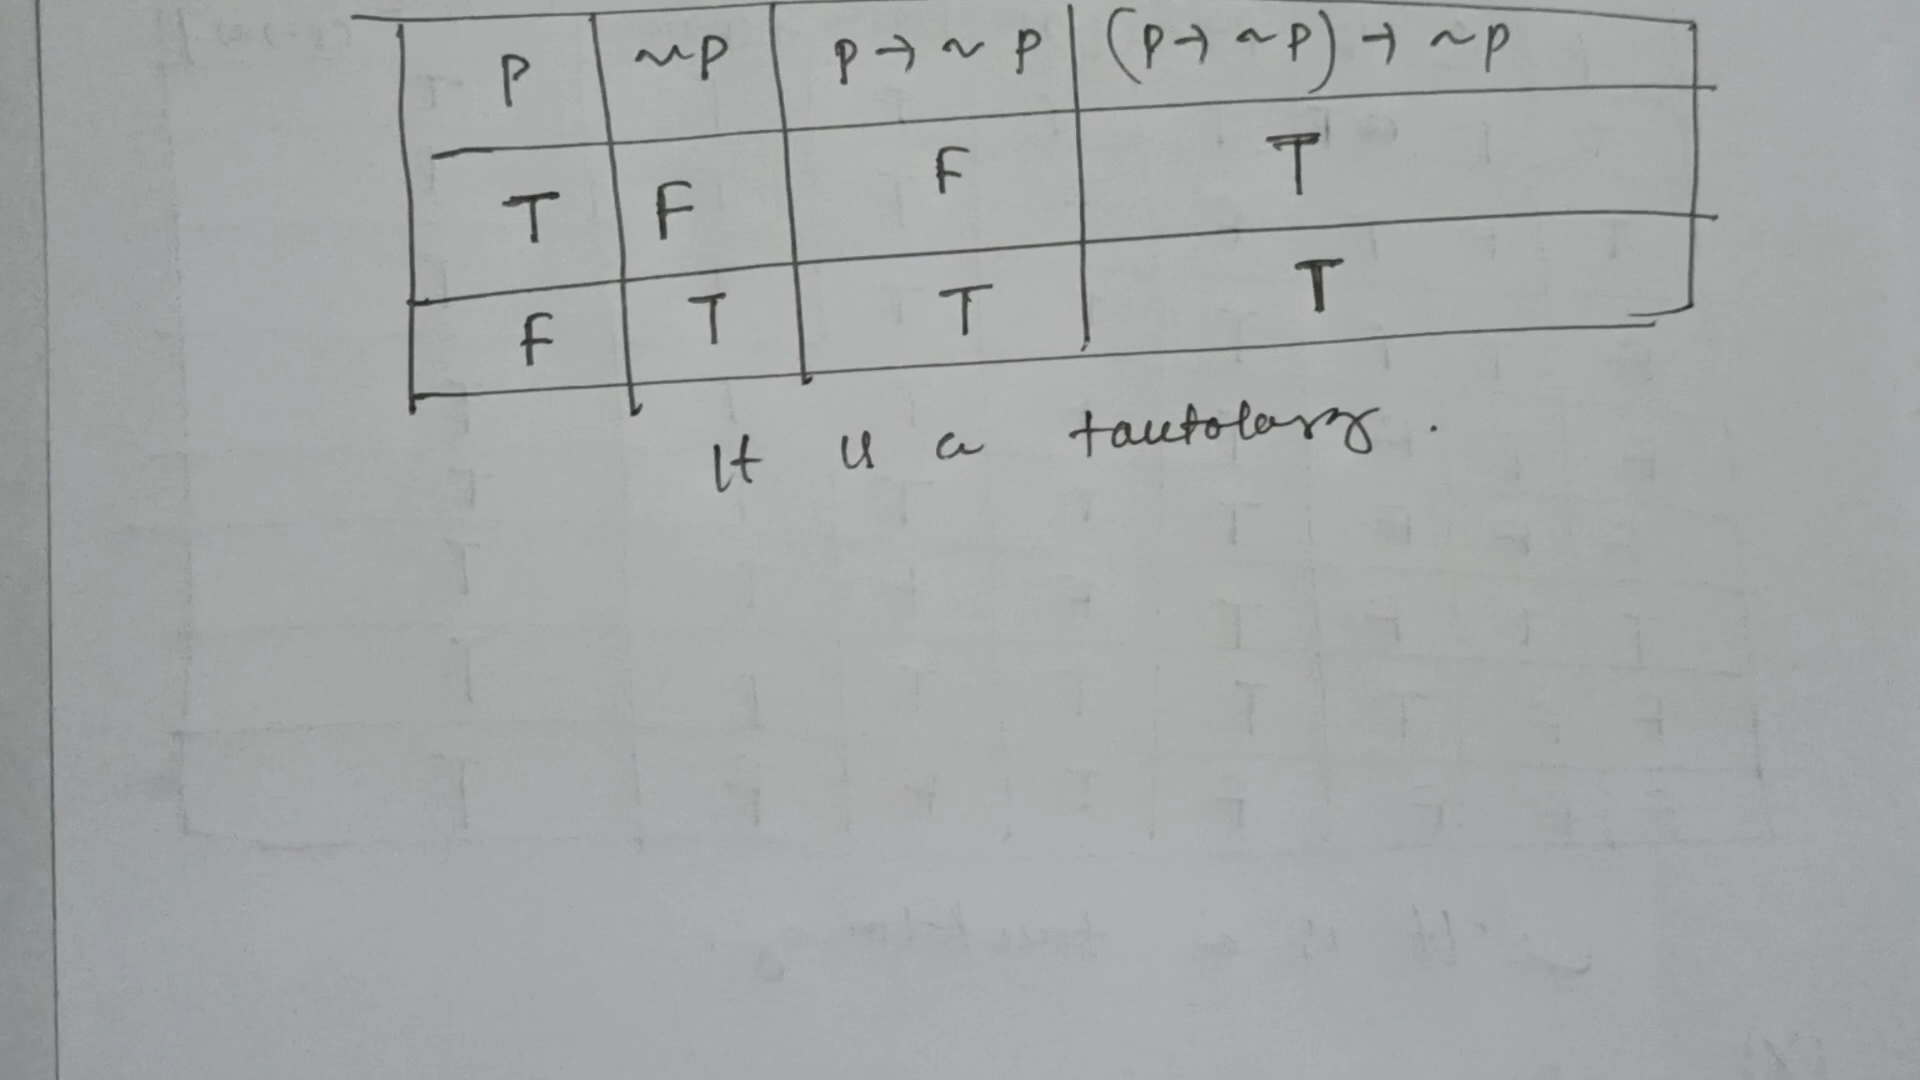 P ~P P → ~ P (P → ~P) → ~P
T F F T
F T T T
It is a tautology.